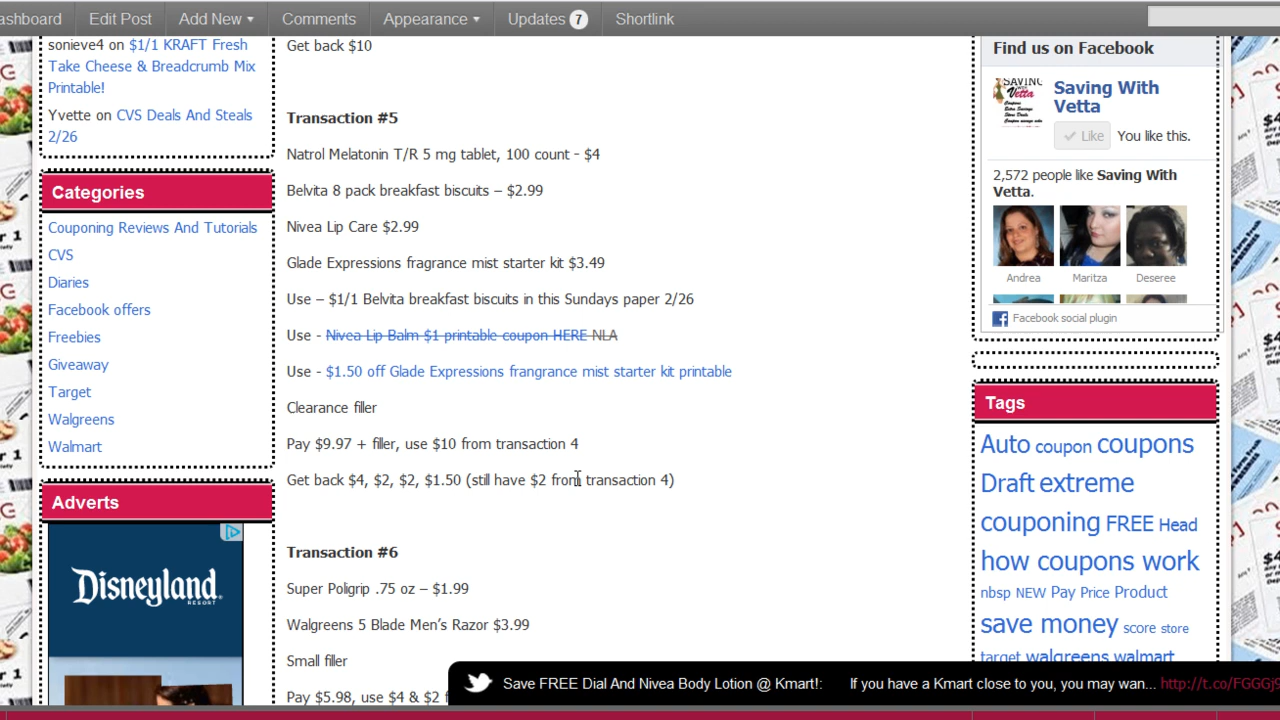 ashboard Edit Post Add New Comments Appearance Updates 7 Shortlink
sonieve4 on $1/1 KRAFT Fresh
Take Cheese & Breadcrumb Mix
Printable!
Yvette on CVS Deals And Steals
2/26
Categories
Couponing Reviews And Tutorials
CVS
Diaries
Facebook offers
Freebies
Giveaway
Target
Walgreens
Walmart
Adverts
Disneyland
RESORT
Get back $10
Transaction #5
Natrol Melatonin T/R 5 mg tablet, 100 count - $4
Belvita 8 pack breakfast biscuits – $2.99
Nivea Lip Care $2.99
Glade Expressions fragrance mist starter kit $3.49
Use – $1/1 Belvita breakfast biscuits in this Sundays paper 2/26
Use - Nivea Lip Balm $1 printable coupon HERE NLA
Use - $1.50 off Glade Expressions frangrance mist starter kit printable
Clearance filler
Pay $9.97 + filler, use $10 from transaction 4
Get back $4, $2, $2, $1.50 (still have $2 from transaction 4)
Transaction #6
Super Poligrip .75 oz – $1.99
Walgreens 5 Blade Men's Razor $3.99
Small filler
Pay $5.98, use $4 & $2 f
Find us on Facebook
SAVING
Vetta
Saving With
Vetta
Like You like this.
2,572 people like Saving With
Vetta.
Andrea Maritza Deseree
Facebook social plugin
Tags
Auto coupon coupons
Draft extreme
couponing FREE Head
how coupons work
nbsp NEW Pay Price Product
save money score store
target walgreens walmart
Save FREE Dial And Nivea Body Lotion @ Kmart!: If you have a Kmart close to you, you may wan... http://t.co/FGGGj9